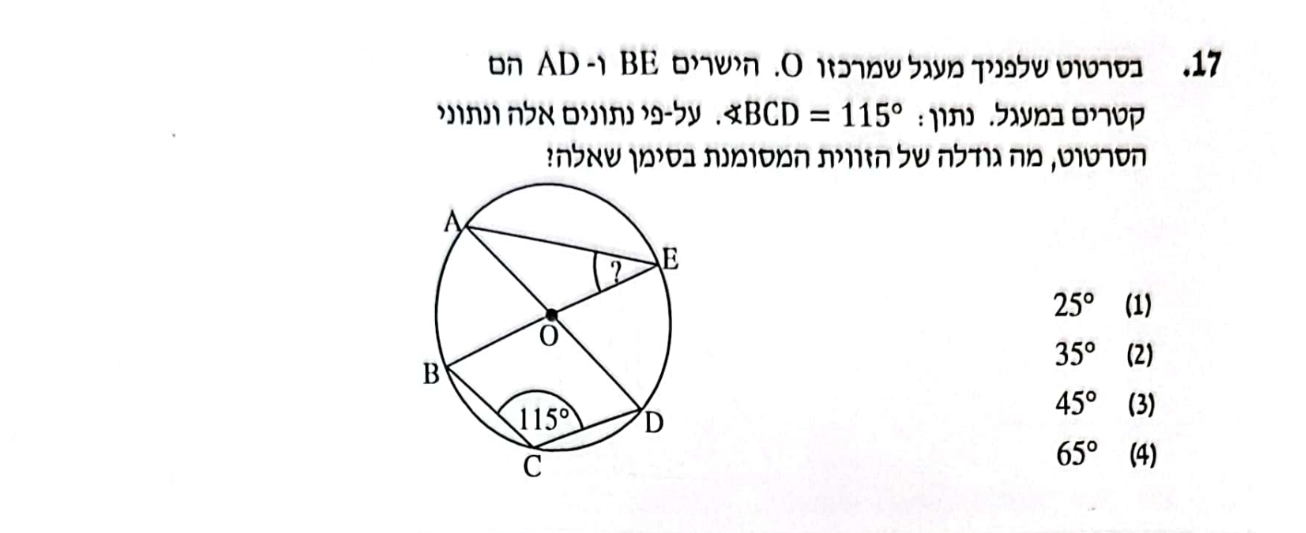 17. בסרטוט שלפניך מעגל שמרכזו O. הישרים BE ו- AD הם
קטרים במעגל. נתון: ∢BCD = 115°. על-פי נתונים אלה ונתוני
הסרטוט, מה גודלה של הזווית המסומנת בסימן שאלה?
A
E
?
O
B
115°
D
C
(1) 25°
(2) 35°
(3) 45°
(4) 65°